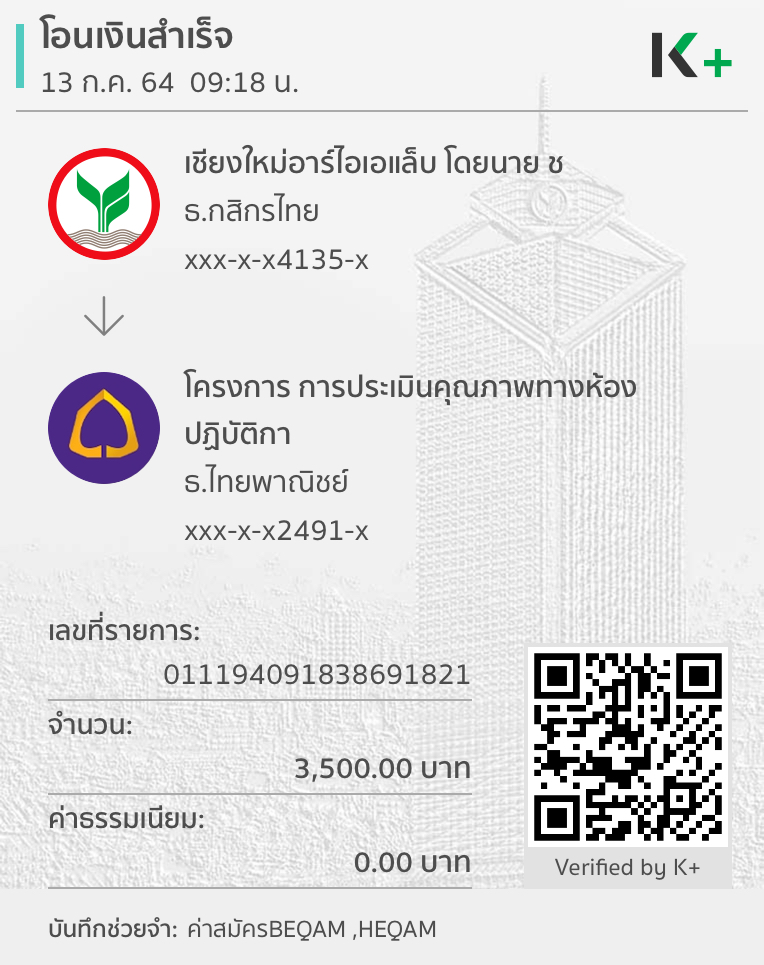 โอนเงินสำเร็จ
13 ก.ค. 64 09:18 น.
K+
เชียงใหม่อาร์ไอเอแล็บ โดยนาย ช
ธ.กสิกรไทย
xxx-x-x4135-x
โครงการ การประเมินคุณภาพทางห้อง
ปฏิบัติกา
ธ.ไทยพาณิชย์
xxx-x-x2491-x
เลขที่รายการ:
011194091838691821
จำนวน:
3,500.00 บาท
ค่าธรรมเนียม:
0.00 บาท
Verified by K+
บันทึกช่วยจำ: ค่าสมัครBEQAM ,HEQAM